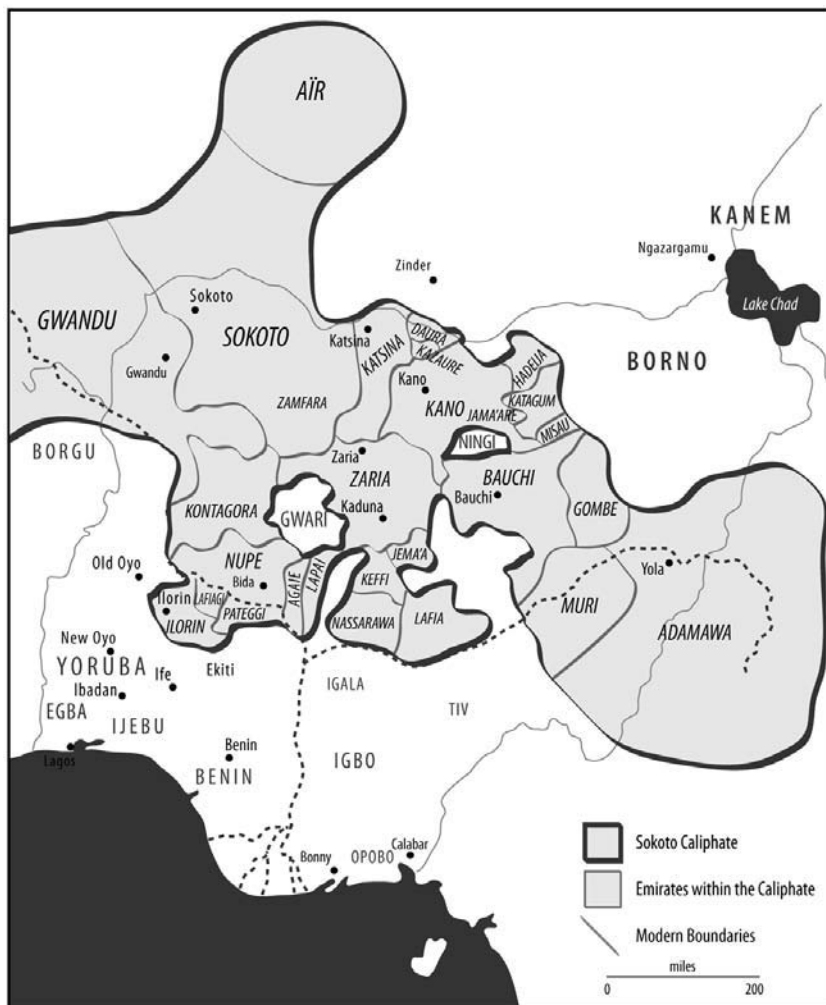 AÏR
KANEM
Ngazargamu
Zinder
Lake Chad
Sokoto
GWANDU
SOKOTO
Katsina
KATSINA
DAURA
KAZAURE
BORNO
Gwandu
HADEIJA
Kano
ZAMFARA
KANO
KATAGUM
JAMA'ARE
MISAU
BORGU
NINGI
Zaria
ZARIA
BAUCHI
Bauchi
KONTAGORA
GWARI
Kaduna
GOMBE
Old Oyo
NUPE
JEMA'A
Bida
AGAIE
LAPAI
KEFFI
Yola
Ilorin
LAFIAGI
MURI
PATEGGI
ILORIN
NASSARAWA
LAFIA
ADAMAWA
New Oyo
YORUBA
Ekiti
Ife
Ibadan
IGALA
EGBA
IJEBU
TIV
Lagos
Benin
BENIN
IGBO
Calabar
Bonny
OPOBO
Sokoto Caliphate
Emirates within the Caliphate
Modern Boundaries
miles
0 200